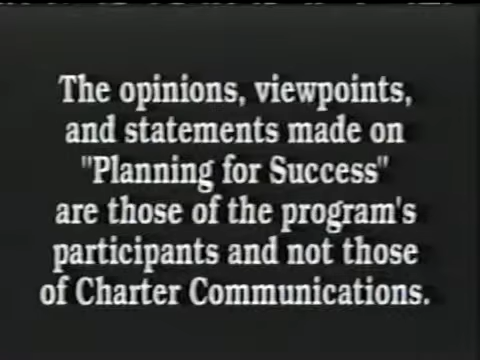 The opinions, viewpoints,
and statements made on
"Planning for Success"
are those of the program's
participants and not those
of Charter Communications.